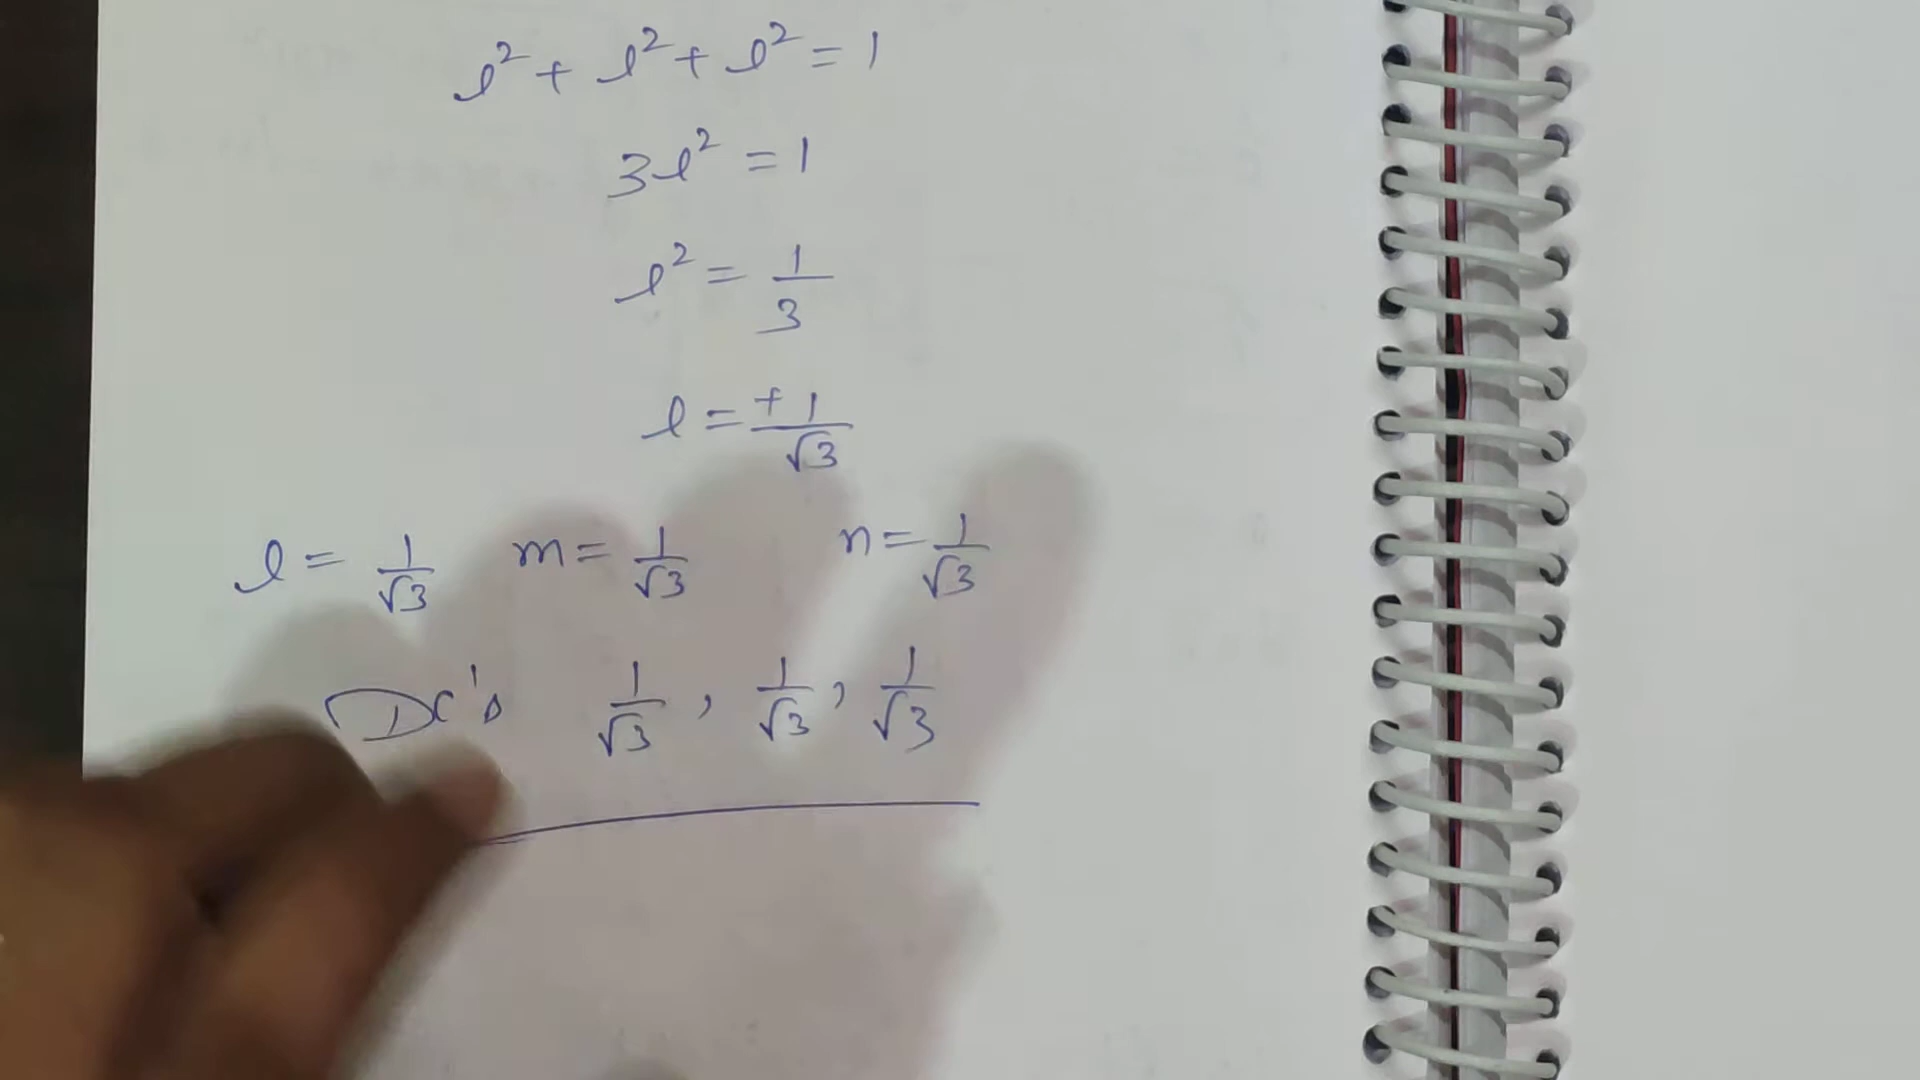 l² + l² + l² = 1
3l² = 1
l² = 1/3
l = +1/√3
l = 1/√3 m = 1/√3 n = 1/√3
DC's 1/√3, 1/√3, 1/√3